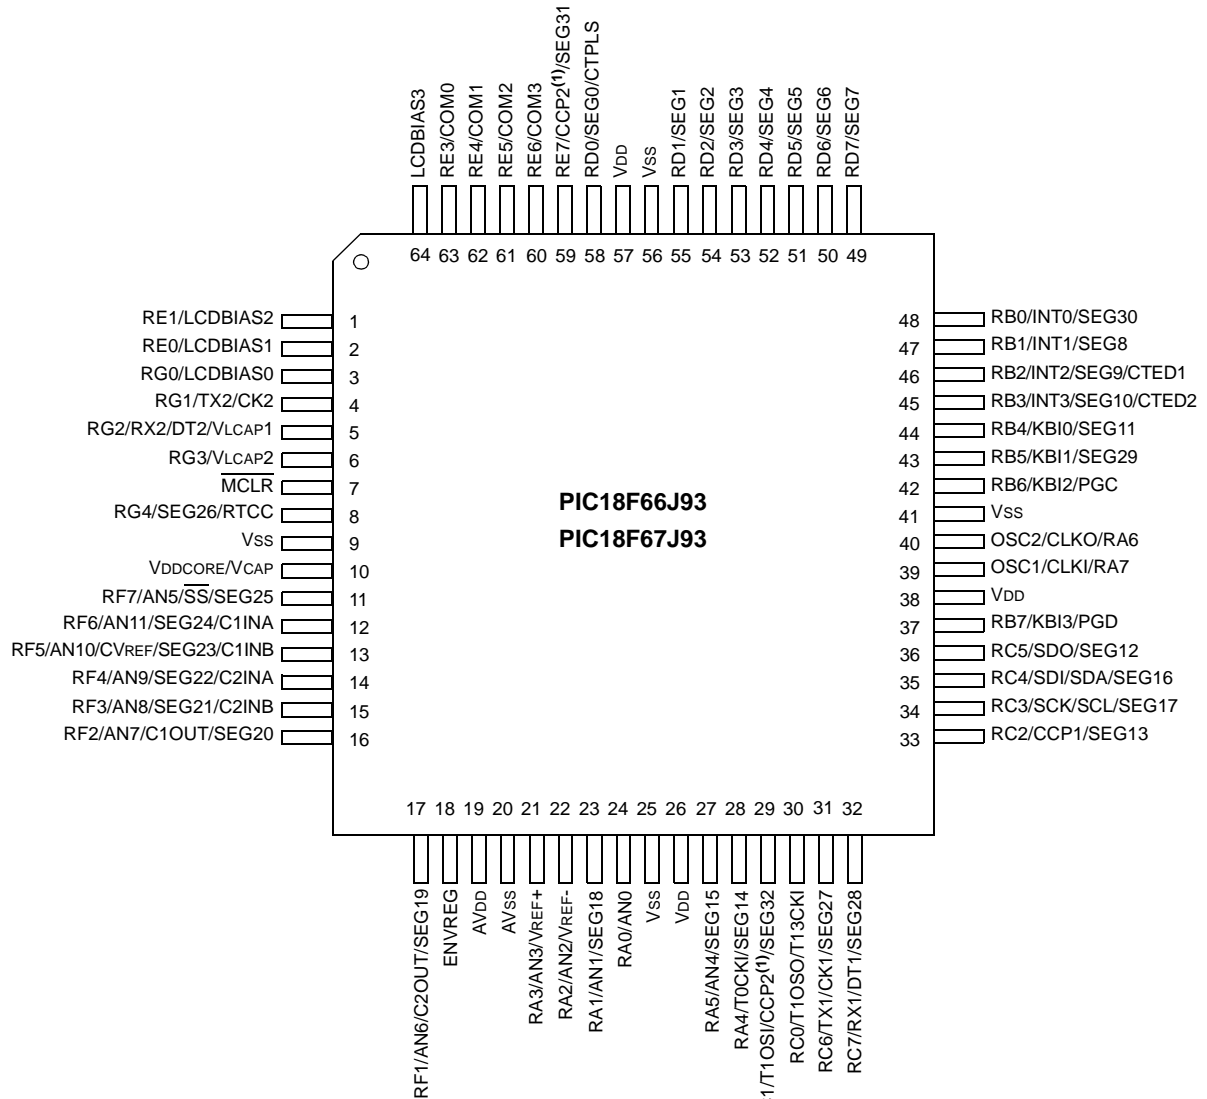 LCDBIAS3
RE3/COM0
RE4/COM1
RE5/COM2
RE6/COM3
RE7/CCP2(1)/SEG31
RD0/SEG0/CTPLS
VDD
VSS
RD1/SEG1
RD2/SEG2
RD3/SEG3
RD4/SEG4
RD5/SEG5
RD6/SEG6
RD7/SEG7
64 63 62 61 60 59 58 57 56 55 54 53 52 51 50 49
RE1/LCDBIAS2 1
RE0/LCDBIAS1 2
RG0/LCDBIAS0 3
RG1/TX2/CK2 4
RG2/RX2/DT2/VLCAP1 5
RG3/VLCAP2 6
MCLR 7
RG4/SEG26/RTCC 8
VSS 9
VDDCORE/VCAP 10
RF7/AN5/SS/SEG25 11
RF6/AN11/SEG24/C1INA 12
RF5/AN10/CVREF/SEG23/C1INB 13
RF4/AN9/SEG22/C2INA 14
RF3/AN8/SEG21/C2INB 15
RF2/AN7/C1OUT/SEG20 16
PIC18F66J93
PIC18F67J93
48 RB0/INT0/SEG30
47 RB1/INT1/SEG8
46 RB2/INT2/SEG9/CTED1
45 RB3/INT3/SEG10/CTED2
44 RB4/KBI0/SEG11
43 RB5/KBI1/SEG29
42 RB6/KBI2/PGC
41 VSS
40 OSC2/CLKO/RA6
39 OSC1/CLKI/RA7
38 VDD
37 RB7/KBI3/PGD
36 RC5/SDO/SEG12
35 RC4/SDI/SDA/SEG16
34 RC3/SCK/SCL/SEG17
33 RC2/CCP1/SEG13
17 18 19 20 21 22 23 24 25 26 27 28 29 30 31 32
RF1/AN6/C2OUT/SEG19
ENVREG
AVDD
AVSS
RA3/AN3/VREF+
RA2/AN2/VREF-
RA1/AN1/SEG18
RA0/AN0
VSS
VDD
RA5/AN4/SEG15
RA4/T0CKI/SEG14
1/T1OSI/CCP2(1)/SEG32
RC0/T1OSO/T13CKI
RC6/TX1/CK1/SEG27
RC7/RX1/DT1/SEG28